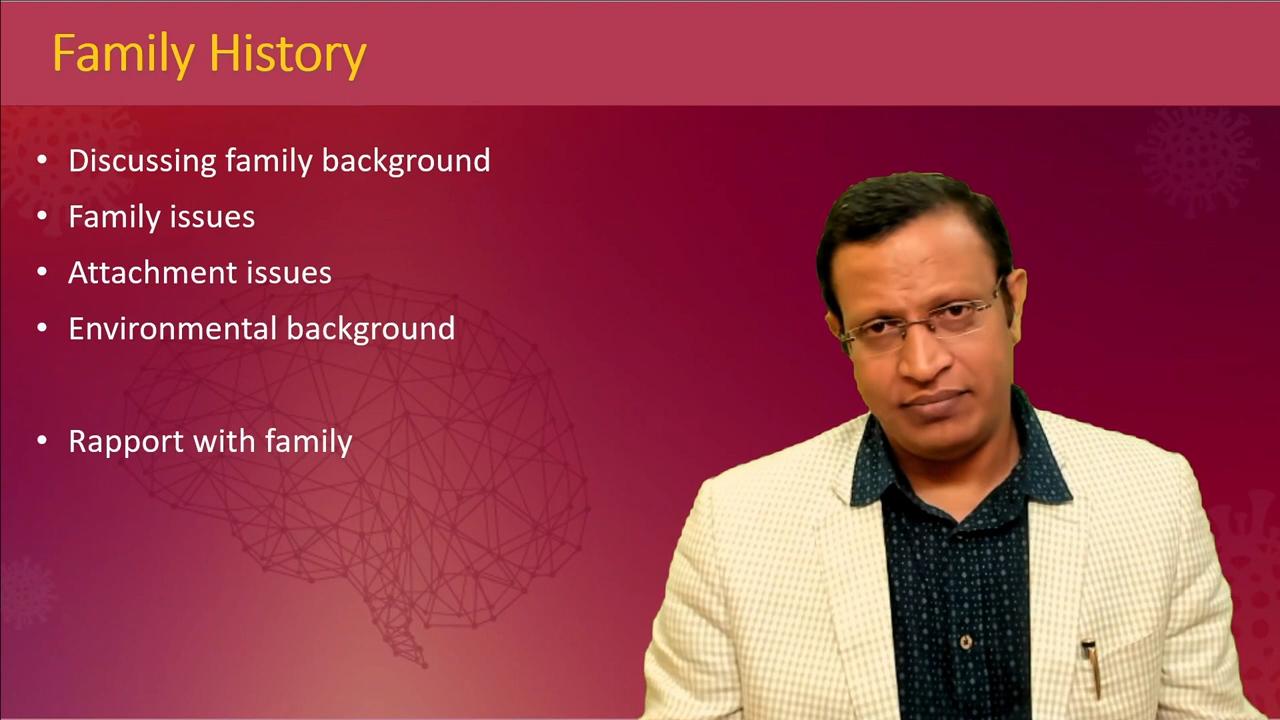 Family History
• Discussing family background
• Family issues
• Attachment issues
• Environmental background
• Rapport with family